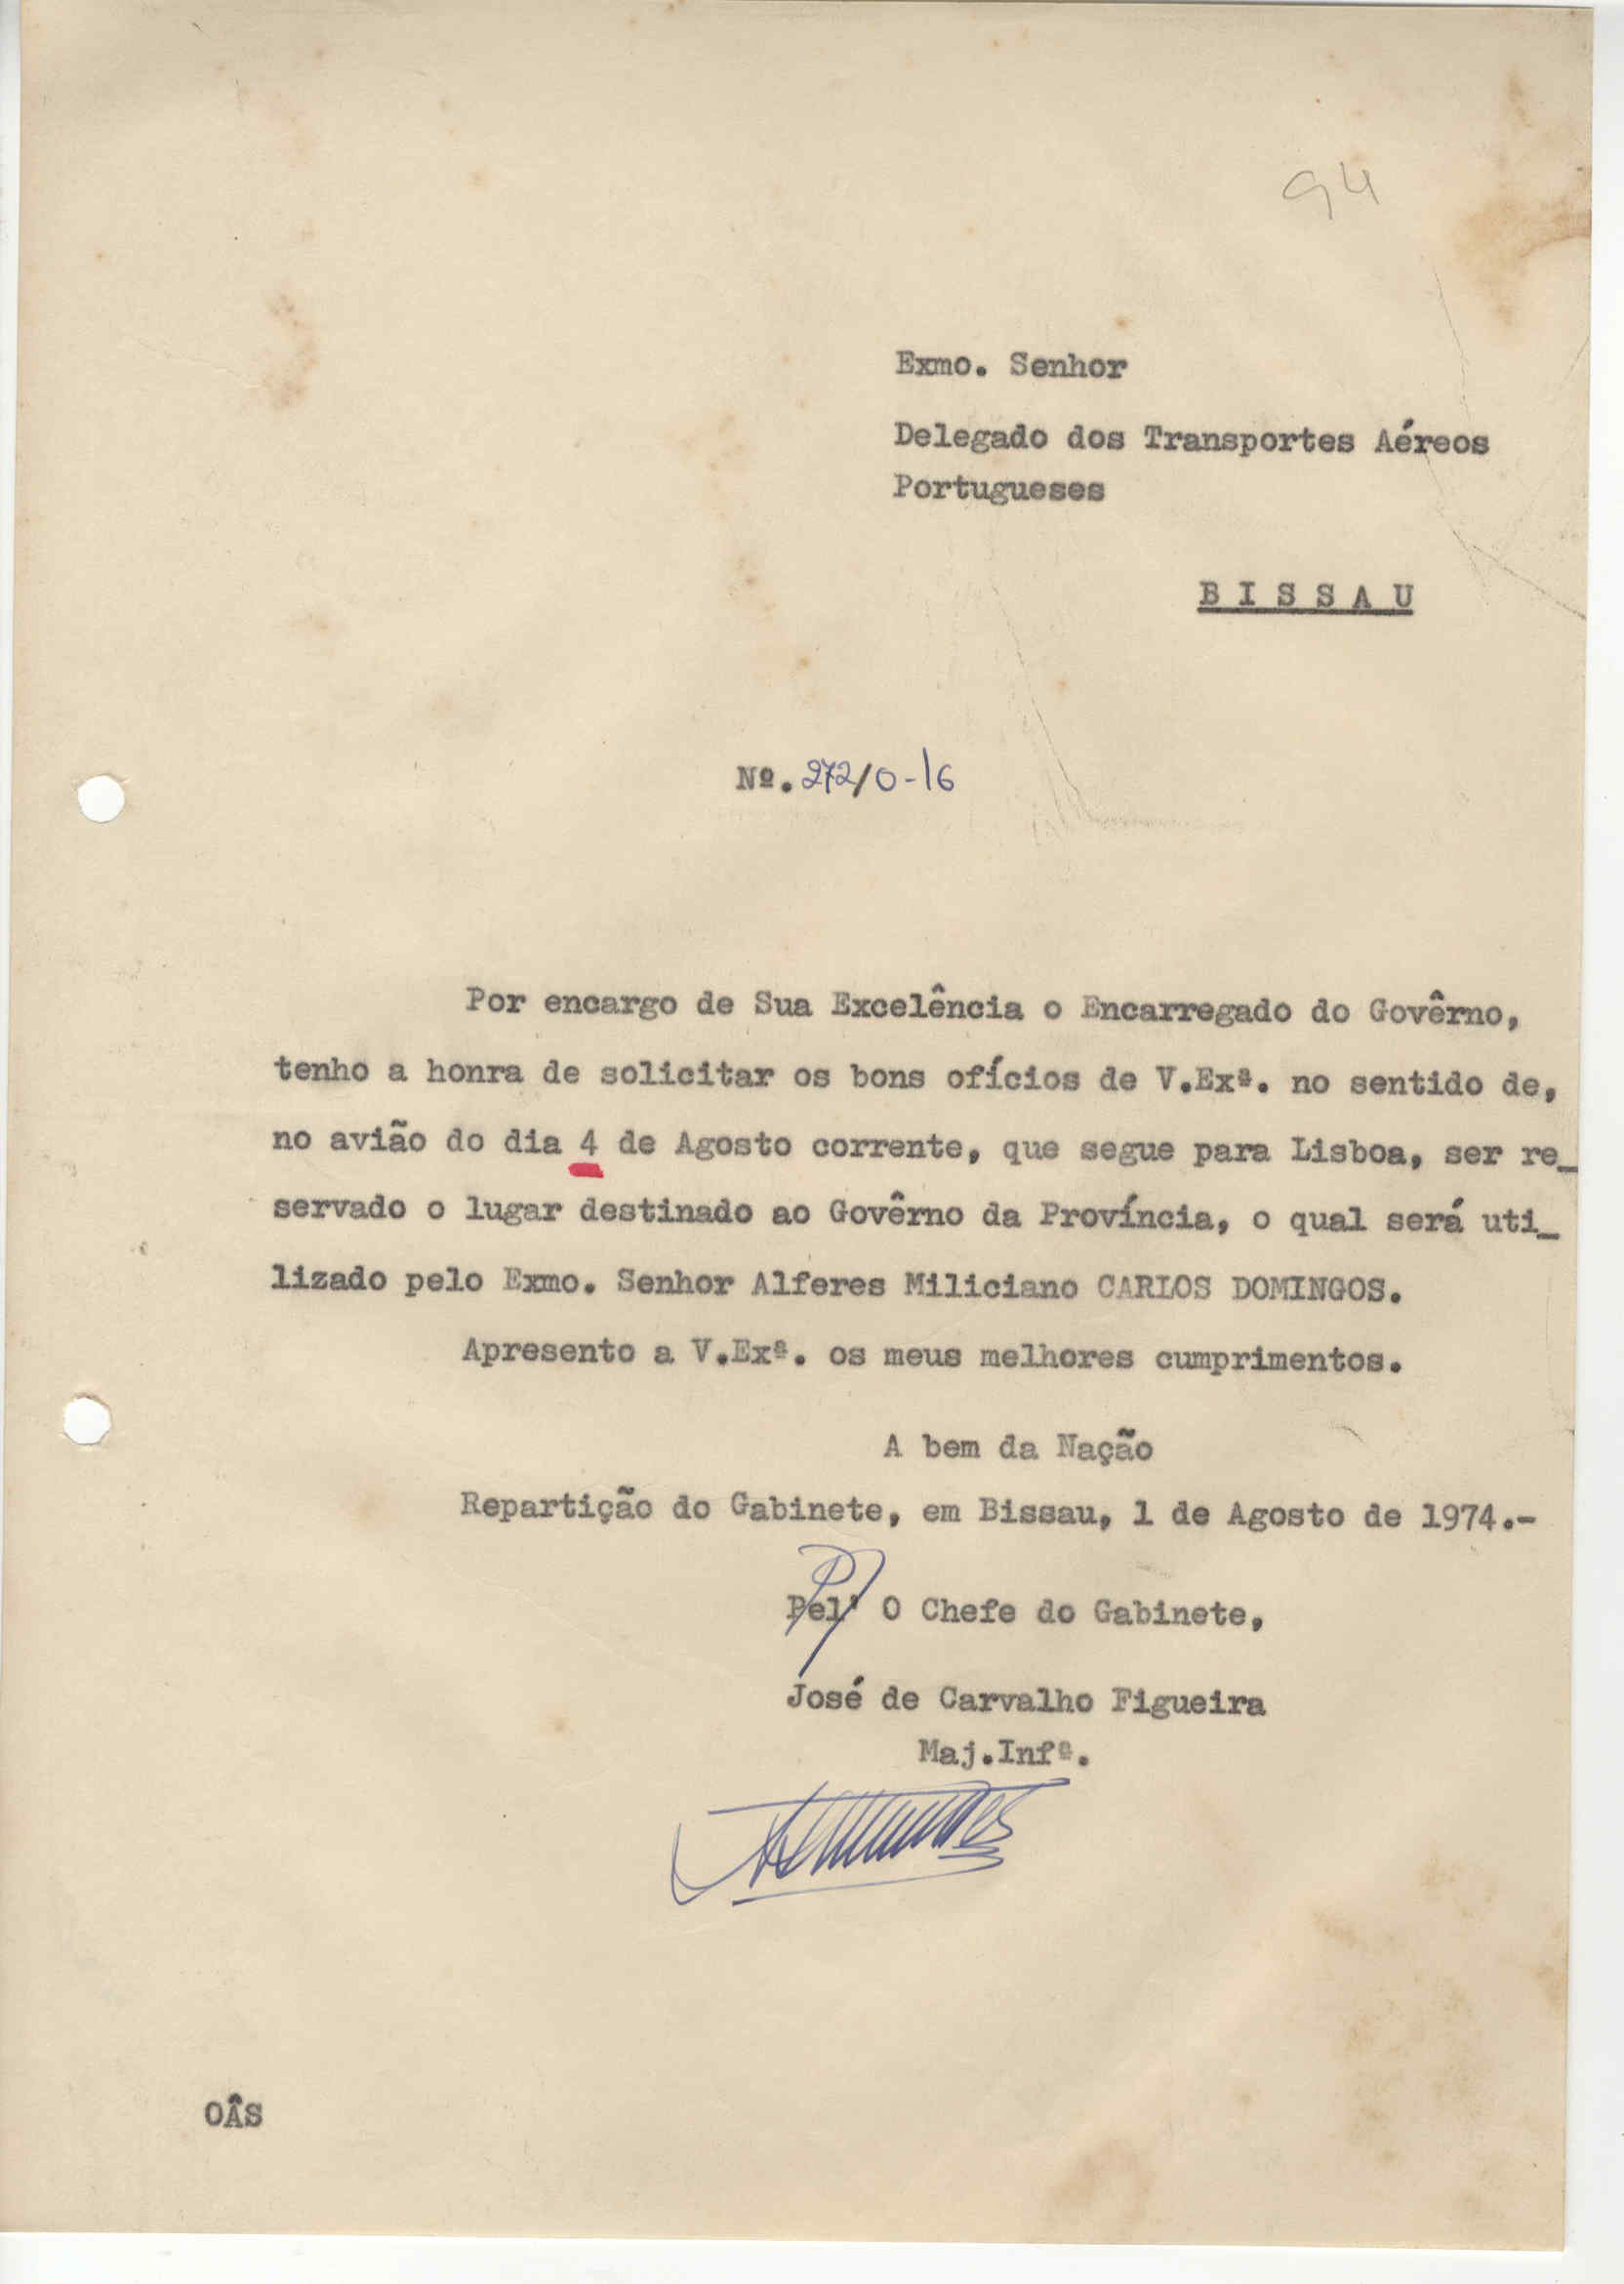 94
Exmo. Senhor
Delegado dos Transportes Aéreos
Portugueses
B I S S A U
Nº. 272/0-16
Por encargo de Sua Excelência o Encarregado do Govêrno,
tenho a honra de solicitar os bons ofícios de V.Exª. no sentido de,
no avião do dia 4 de Agosto corrente, que segue para Lisboa, ser re_
servado o lugar destinado ao Govêrno da Província, o qual será uti_
lizado pelo Exmo. Senhor Alferes Miliciano CARLOS DOMINGOS.
Apresento a V.Exª. os meus melhores cumprimentos.
A bem da Nação
Repartição do Gabinete, em Bissau, 1 de Agosto de 1974.-
P/
Pel' O Chefe do Gabinete,
José de Carvalho Figueira
Maj.Infª.
OÂS